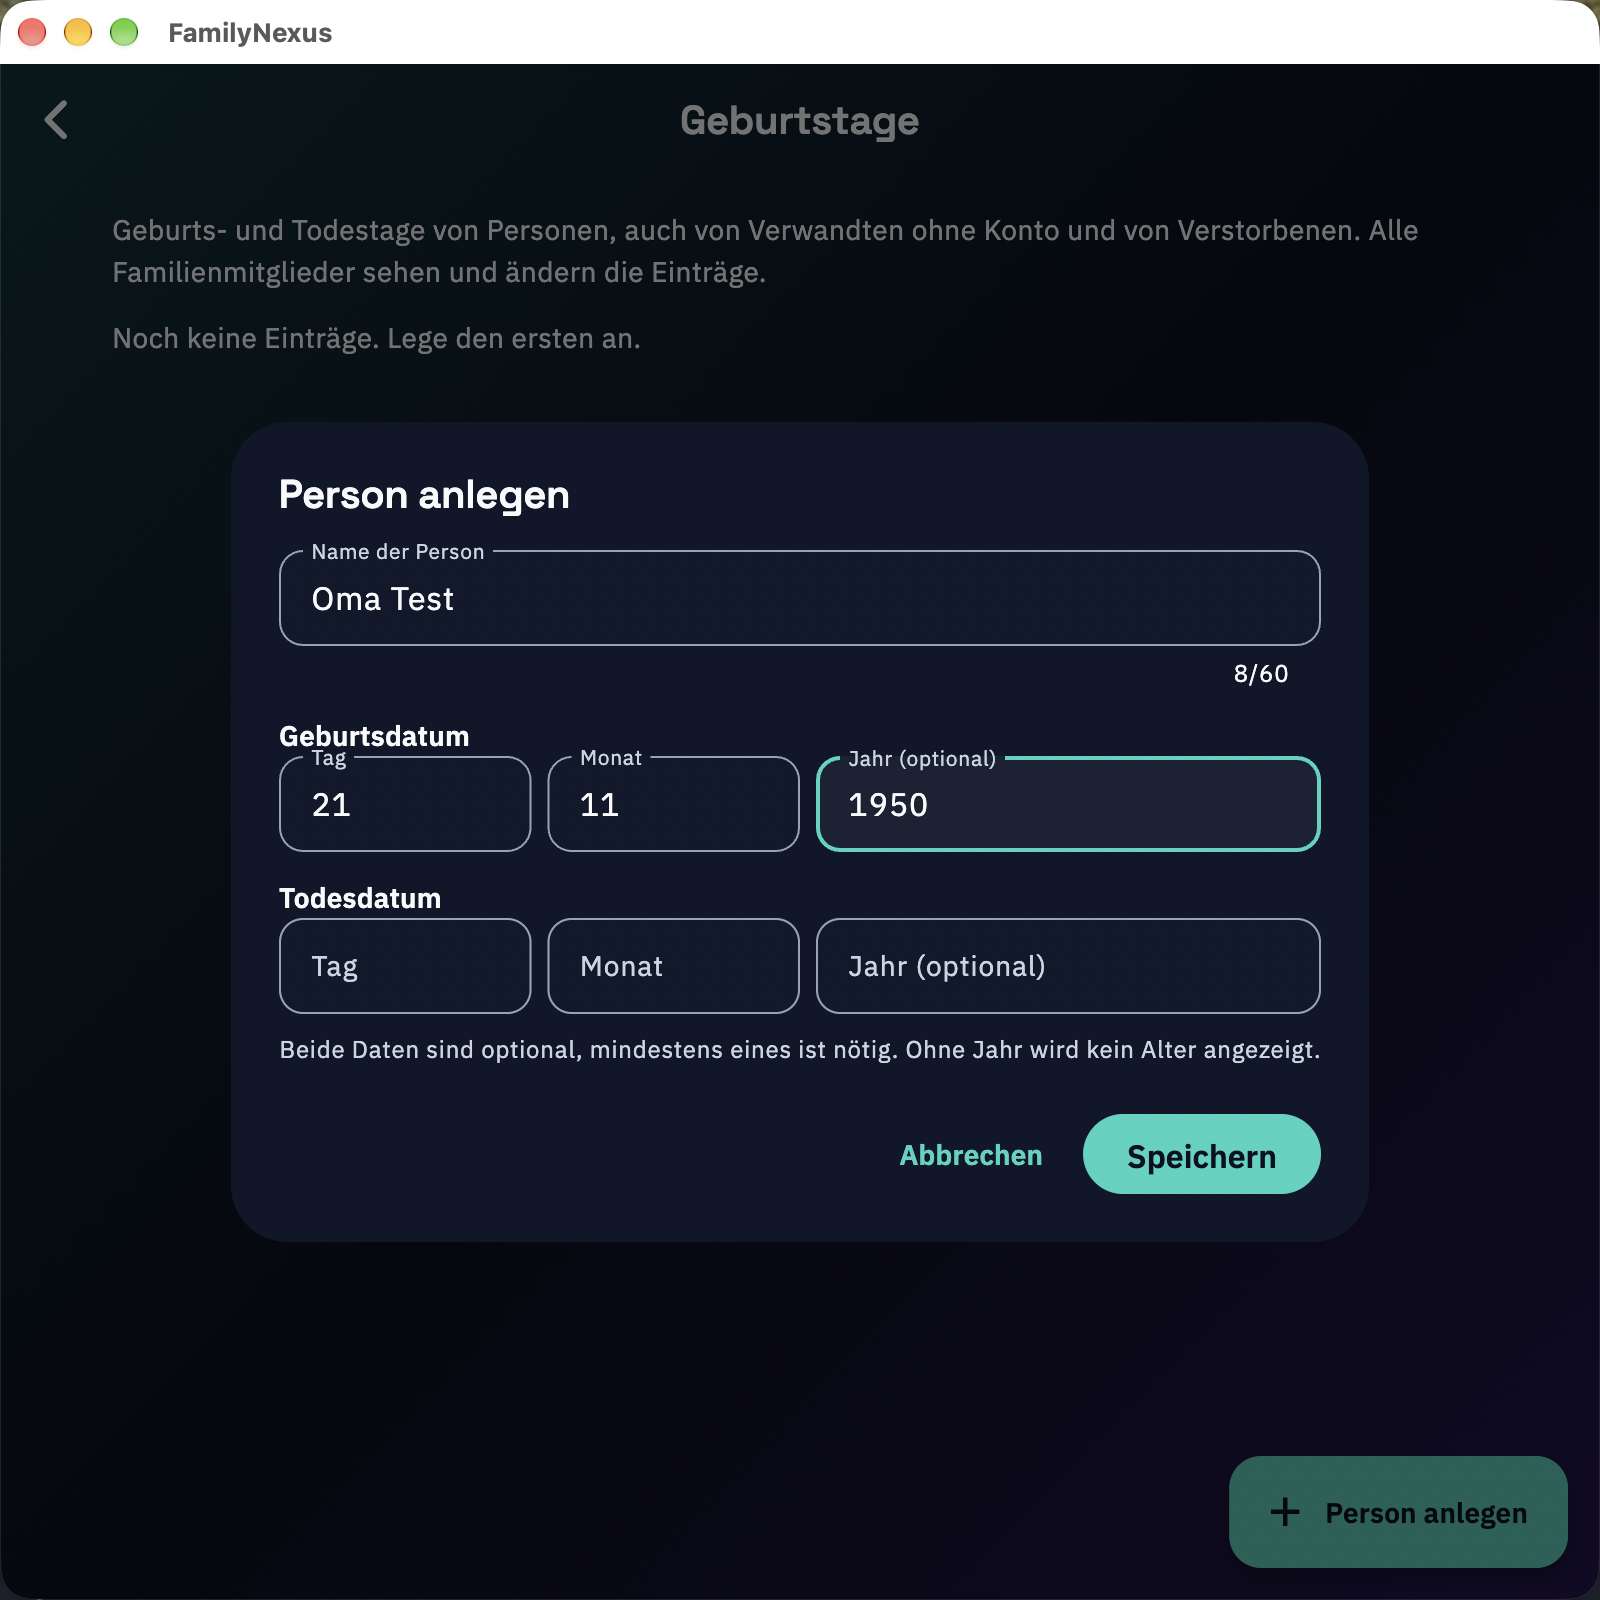 FamilyNexus
Geburtstage
Geburts- und Todestage von Personen, auch von Verwandten ohne Konto und von Verstorbenen. Alle
Familienmitglieder sehen und ändern die Einträge.
Noch keine Einträge. Lege den ersten an.
Person anlegen
Name der Person
Oma Test
8/60
Geburtsdatum
Tag Monat Jahr (optional)
21 11 1950
Todesdatum
Tag Monat Jahr (optional)
Beide Daten sind optional, mindestens eines ist nötig. Ohne Jahr wird kein Alter angezeigt.
Abbrechen Speichern
+ Person anlegen